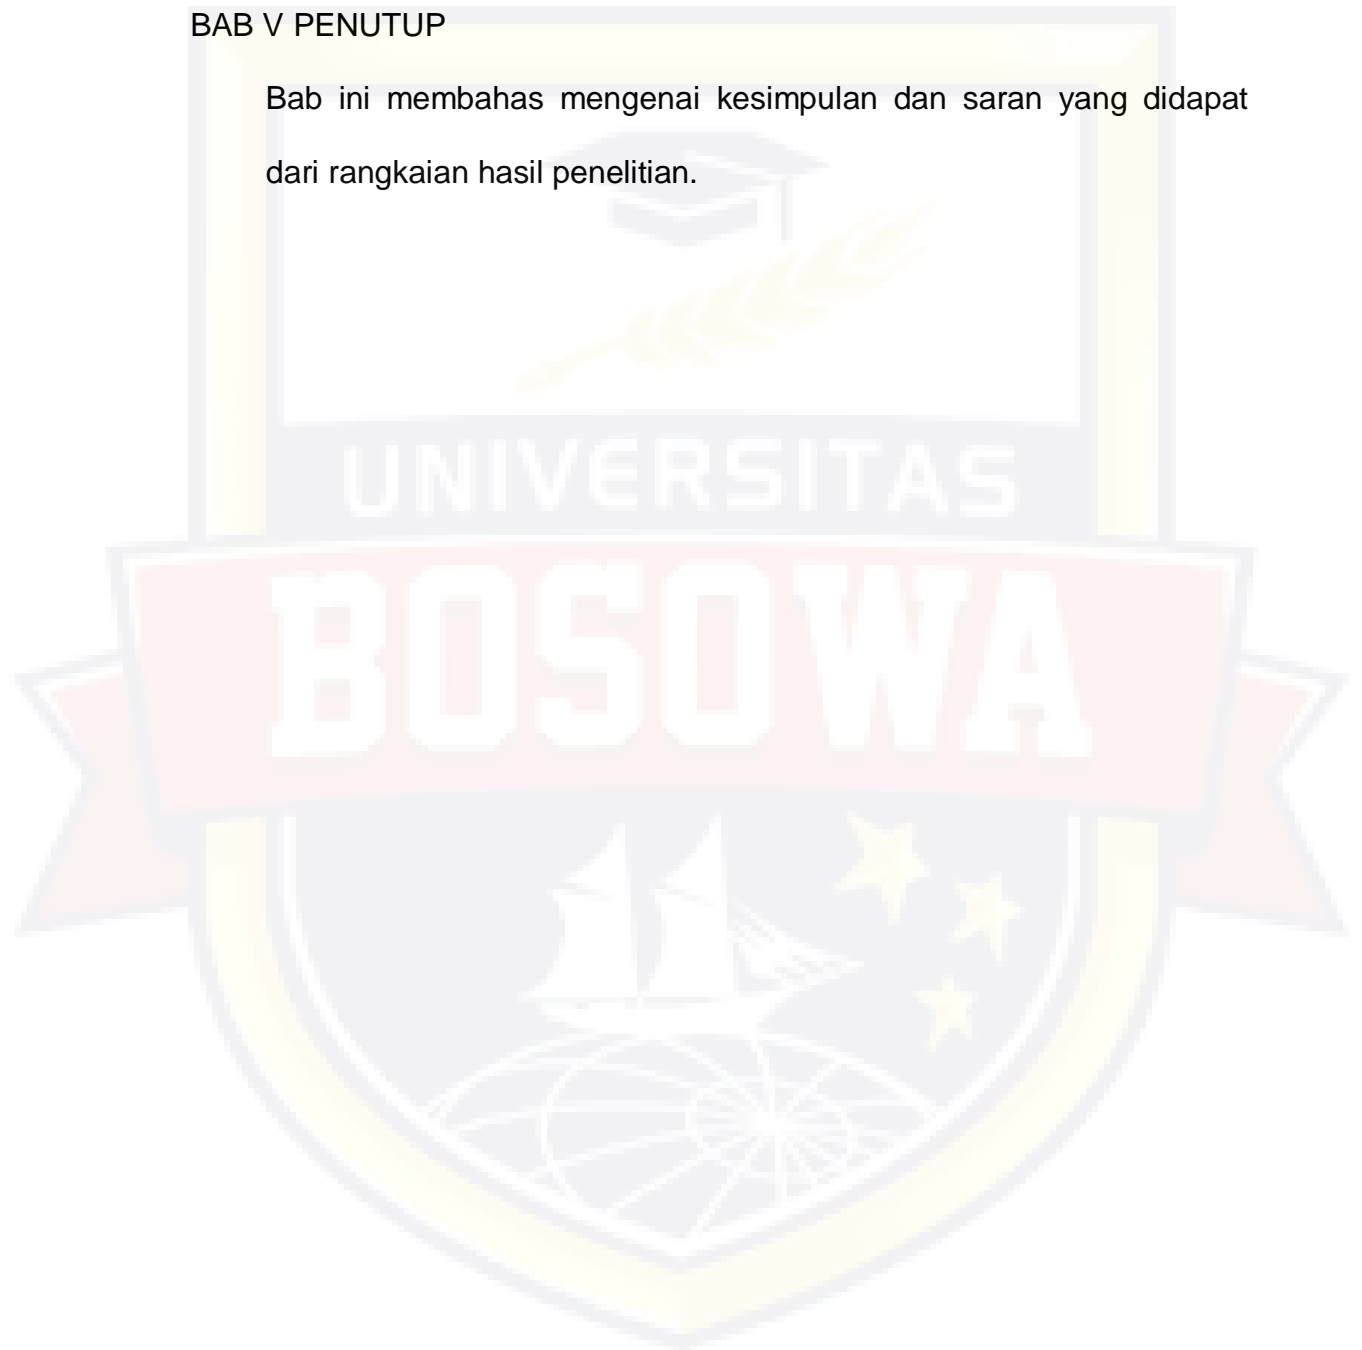 BAB V PENUTUP
Bab ini membahas mengenai kesimpulan dan saran yang didapat
dari rangkaian hasil penelitian.
UNIVERSITAS
BOSOWA